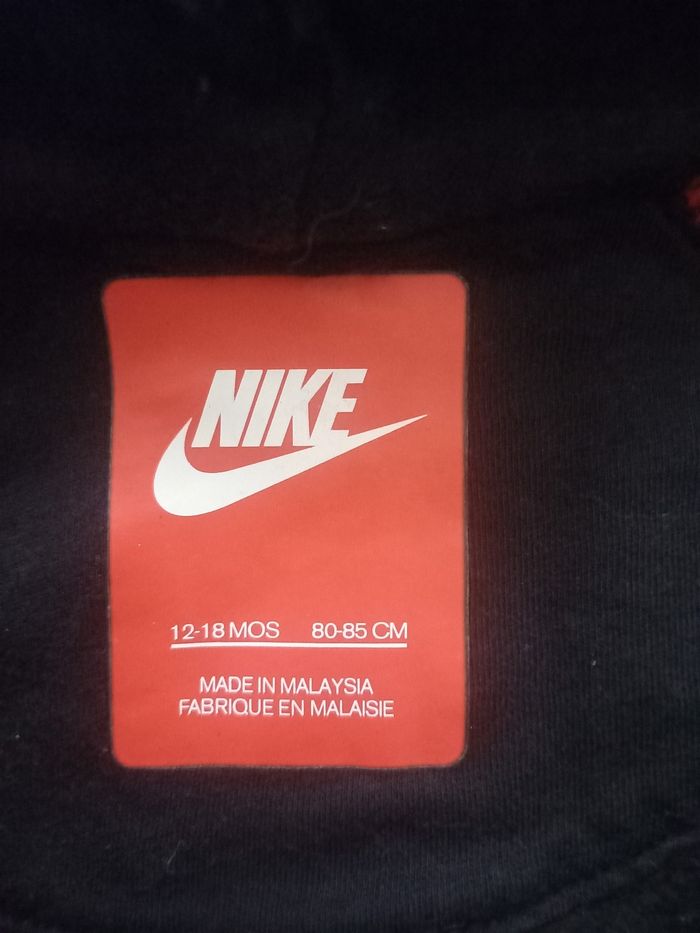 NIKE
12-18 MOS 80-85 CM
MADE IN MALAYSIA
FABRIQUE EN MALAISIE